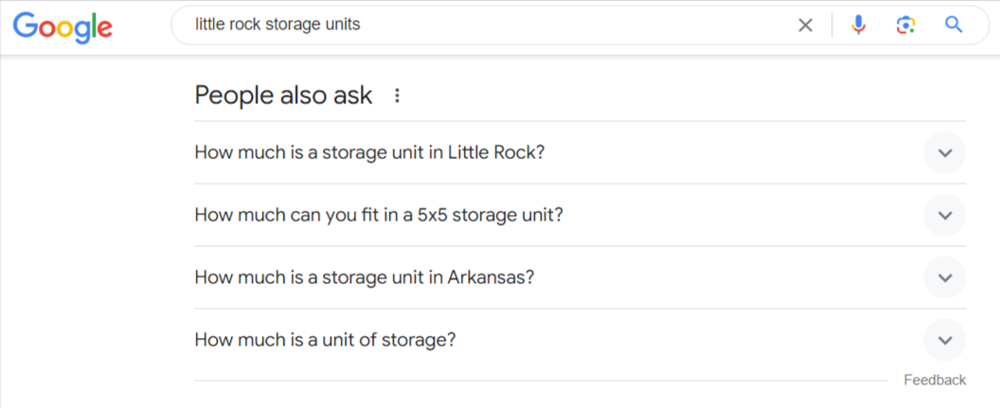 Google
little rock storage units
People also ask
How much is a storage unit in Little Rock?
How much can you fit in a 5x5 storage unit?
How much is a storage unit in Arkansas?
How much is a unit of storage?
Feedback